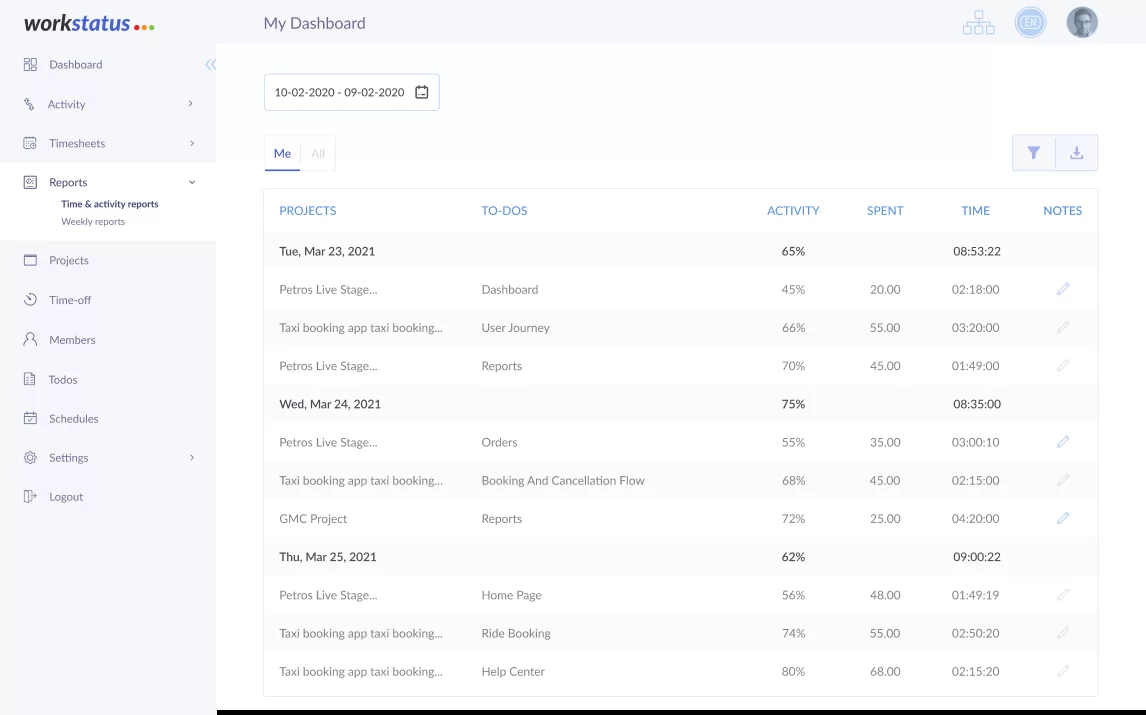 workstatus
My Dashboard
EN
Dashboard
Activity
Timesheets
Reports
Time & activity reports
Weekly reports
Projects
Time-off
Members
Todos
Schedules
Settings
Logout
10-02-2020 - 09-02-2020
Me All
PROJECTS TO-DOS ACTIVITY SPENT TIME NOTES
Tue, Mar 23, 2021 65% 08:53:22
Petros Live Stage... Dashboard 45% 20.00 02:18:00
Taxi booking app taxi booking... User Journey 66% 55.00 03:20:00
Petros Live Stage... Reports 70% 45.00 01:49:00
Wed, Mar 24, 2021 75% 08:35:00
Petros Live Stage... Orders 55% 35.00 03:00:10
Taxi booking app taxi booking... Booking And Cancellation Flow 68% 45.00 02:15:00
GMC Project Reports 72% 25.00 04:20:00
Thu, Mar 25, 2021 62% 09:00:22
Petros Live Stage... Home Page 56% 48.00 01:49:19
Taxi booking app taxi booking... Ride Booking 74% 55.00 02:50:20
Taxi booking app taxi booking... Help Center 80% 68.00 02:15:20